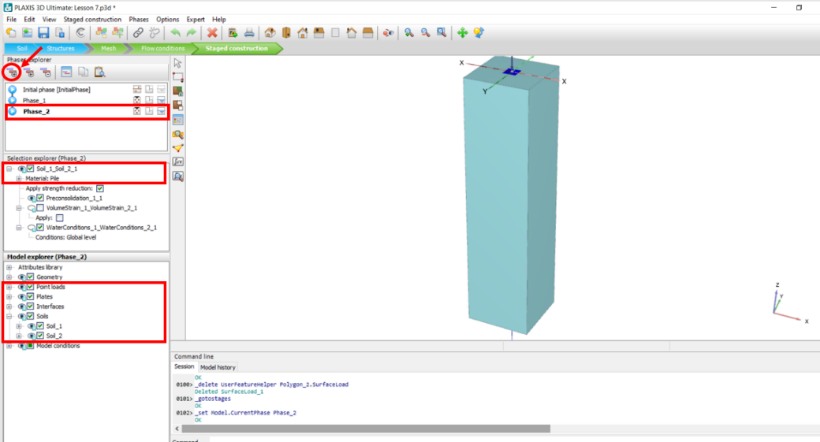 PLAXIS 3D Ultimate: Lesson 7.p3d *
File Edit View Staged construction Phases Options Expert Help
Soil Structures Mesh Flow conditions Staged construction
Phases explorer
Initial phase [InitialPhase]
Phase_1
Phase_2
Selection explorer (Phase_2)
Soil_1_Soil_2_1
Material: Pile
Apply strength reduction:
Preconsolidation_1_1
VolumeStrain_1_VolumeStrain_2_1
Apply:
WaterConditions_1_WaterConditions_2_1
Conditions: Global level
Model explorer (Phase_2)
Attributes library
Geometry
Point loads
Plates
Interfaces
Soils
Soil_1
Soil_2
Model conditions
X
X
Y
Z
Y
X
Command line
Session Model history
OK
0100> _delete UserFeatureHelper Polygon_2.SurfaceLoad
Deleted SurfaceLoad_1
0101> _gotostages
OK
0102> _set Model.CurrentPhase Phase_2
OK
Command